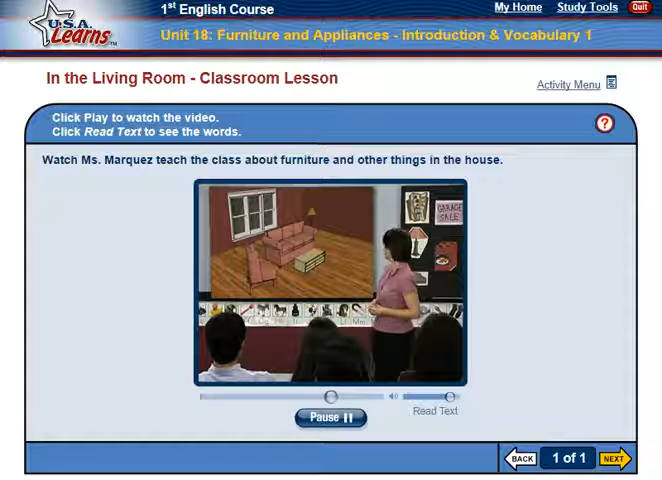 U.S.A.
Learns TM
1st English Course
My Home
Study Tools
Quit
Unit 18: Furniture and Appliances - Introduction & Vocabulary 1
In the Living Room - Classroom Lesson
Activity Menu
Click Play to watch the video.
Click Read Text to see the words.
?
Watch Ms. Marquez teach the class about furniture and other things in the house.
GARAGE
SALE
Pause
Read Text
BACK
1 of 1
NEXT